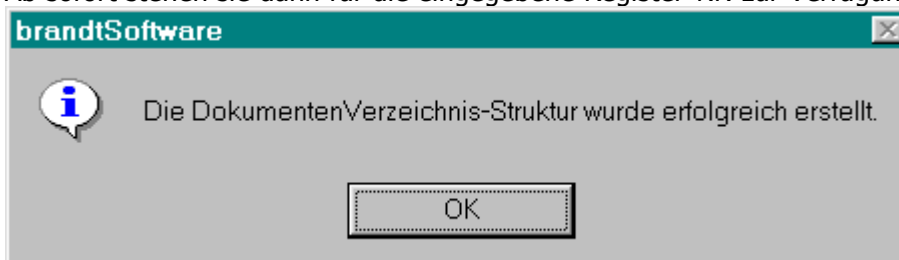 brandtSoftware
Die DokumentenVerzeichnis-Struktur wurde erfolgreich erstellt.
OK